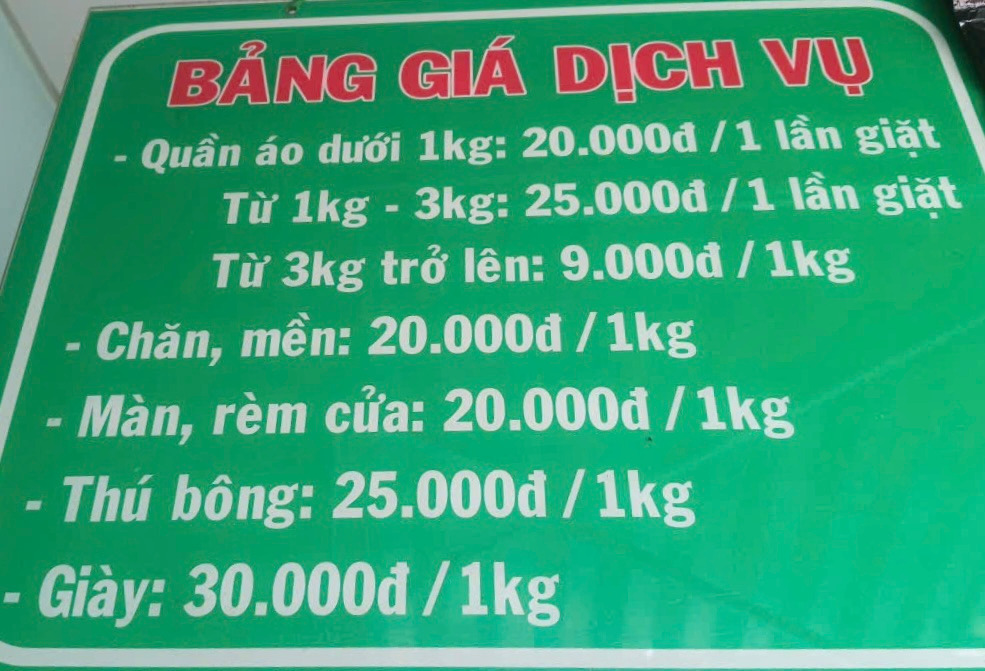 BẢNG GIÁ DỊCH VỤ
- Quần áo dưới 1kg: 20.000đ / 1 lần giặt
Từ 1kg - 3kg: 25.000đ / 1 lần giặt
Từ 3kg trở lên: 9.000đ / 1kg
- Chăn, mền: 20.000đ / 1kg
- Màn, rèm cửa: 20.000đ / 1kg
- Thú bông: 25.000đ / 1kg
- Giày: 30.000đ / 1kg